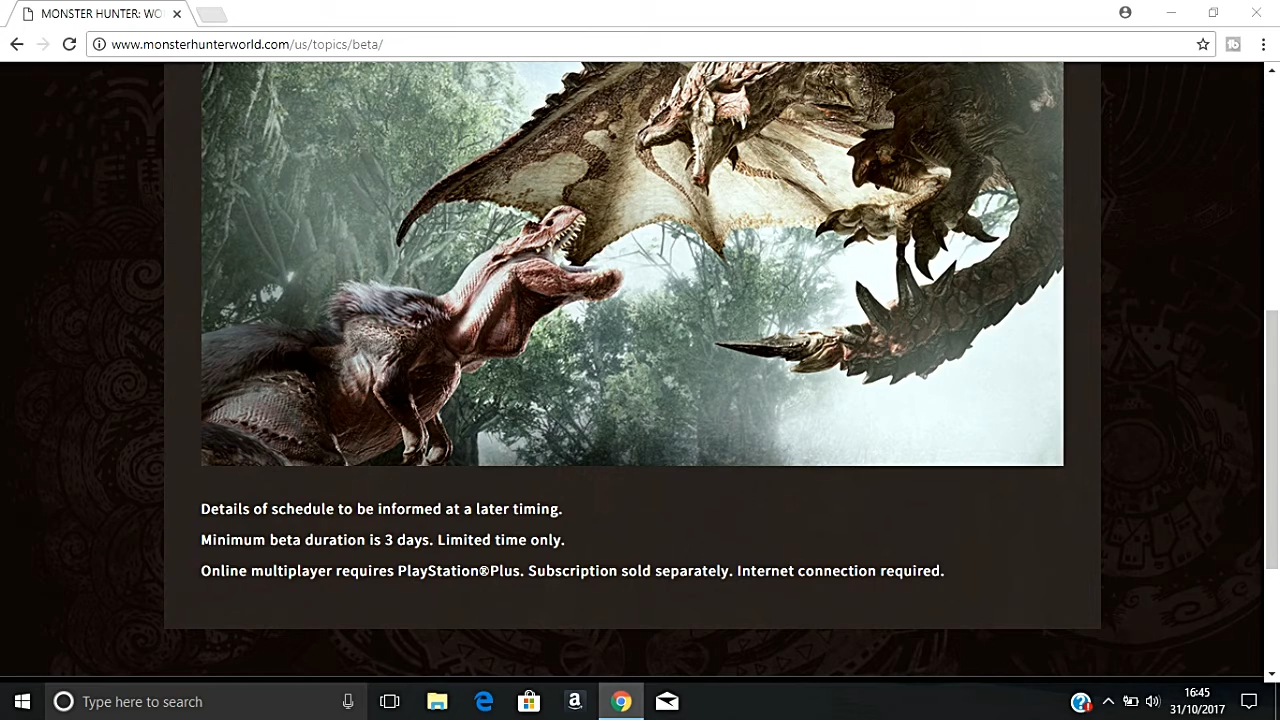 MONSTER HUNTER: WO
www.monsterhunterworld.com/us/topics/beta/
Details of schedule to be informed at a later timing.
Minimum beta duration is 3 days. Limited time only.
Online multiplayer requires PlayStation®Plus. Subscription sold separately. Internet connection required.
Type here to search
a
16:45
31/10/2017